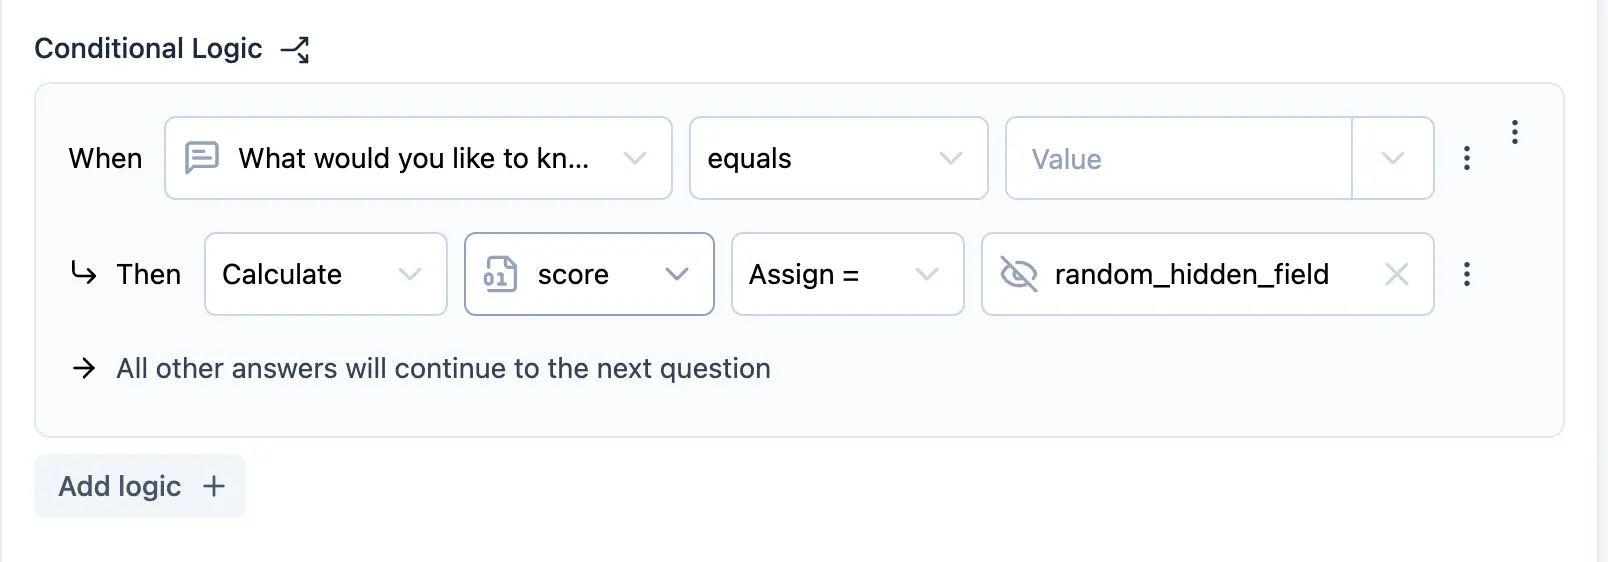 Conditional Logic
When What would you like to kn... equals Value
Then Calculate score Assign = random_hidden_field
All other answers will continue to the next question
Add logic +